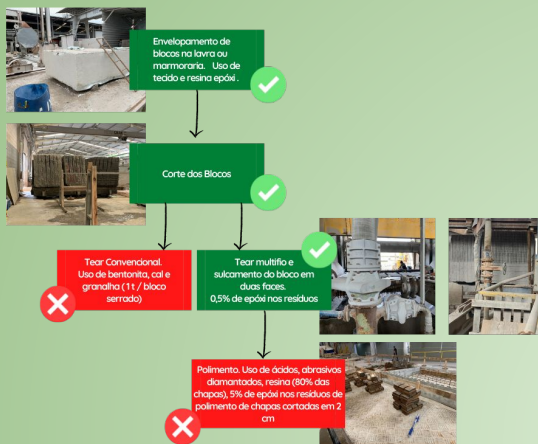 Envelopamento de
blocos na lavra ou
marmoraria. Uso de
tecido e resina epóxi .
Corte dos Blocos
Tear Convencional.
Uso de bentonita, cal e
granalha ( 1 t / bloco
serrado)
Tear multifio e
sulcamento do bloco em
duas faces.
0,5% de epóxi nos resíduos
Polimento. Uso de ácidos, abrasivos
diamantados, resina (80% das
chapas), 5% de epóxi nos resíduos de
polimento de chapas cortadas em 2
cm